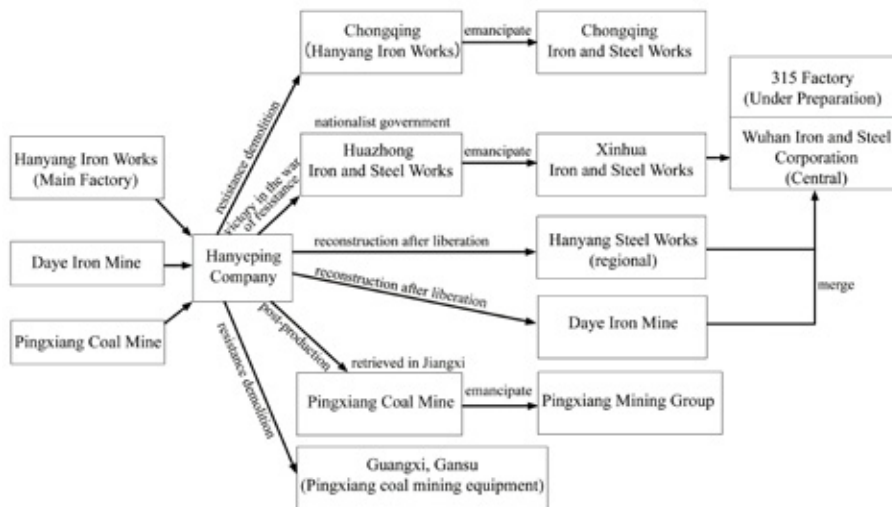 Chongqing
(Hanyang Iron Works)
emancipate
Chongqing
Iron and Steel Works
315 Factory
(Under Preparation)
Wuhan Iron and Steel
Corporation
(Central)
resistance demolition
nationalist government
Hanyang Iron Works
(Main Factory)
victory in the war
of resistance
Huazhong
Iron and Steel Works
emancipate
Xinhua
Iron and Steel Works
Daye Iron Mine
Hanyeping
Company
reconstruction after liberation
Hanyang Steel Works
(regional)
reconstruction after liberation
merge
Pingxiang Coal Mine
Daye Iron Mine
post-production
retrieved in Jiangxi
resistance demolition
Pingxiang Coal Mine
emancipate
Pingxiang Mining Group
Guangxi, Gansu
(Pingxiang coal mining equipment)